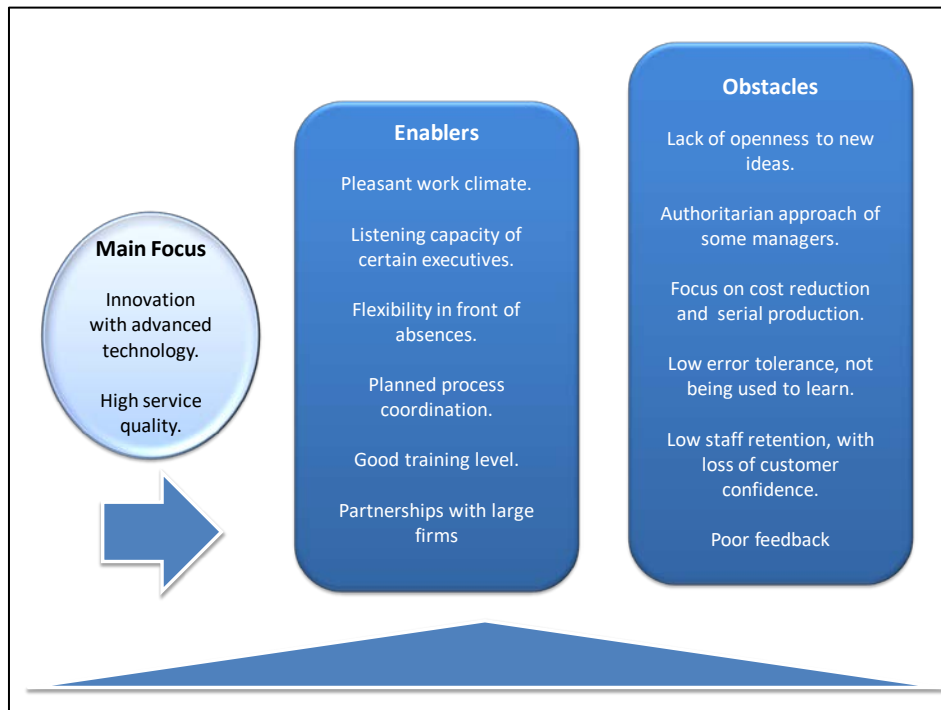 Main Focus
Innovation
with advanced
technology.
High service
quality.
Enablers
Pleasant work climate.
Listening capacity of
certain executives.
Flexibility in front of
absences.
Planned process
coordination.
Good training level.
Partnerships with large
firms
Obstacles
Lack of openness to new
ideas.
Authoritarian approach of
some managers.
Focus on cost reduction
and serial production.
Low error tolerance, not
being used to learn.
Low staff retention, with
loss of customer
confidence.
Poor feedback